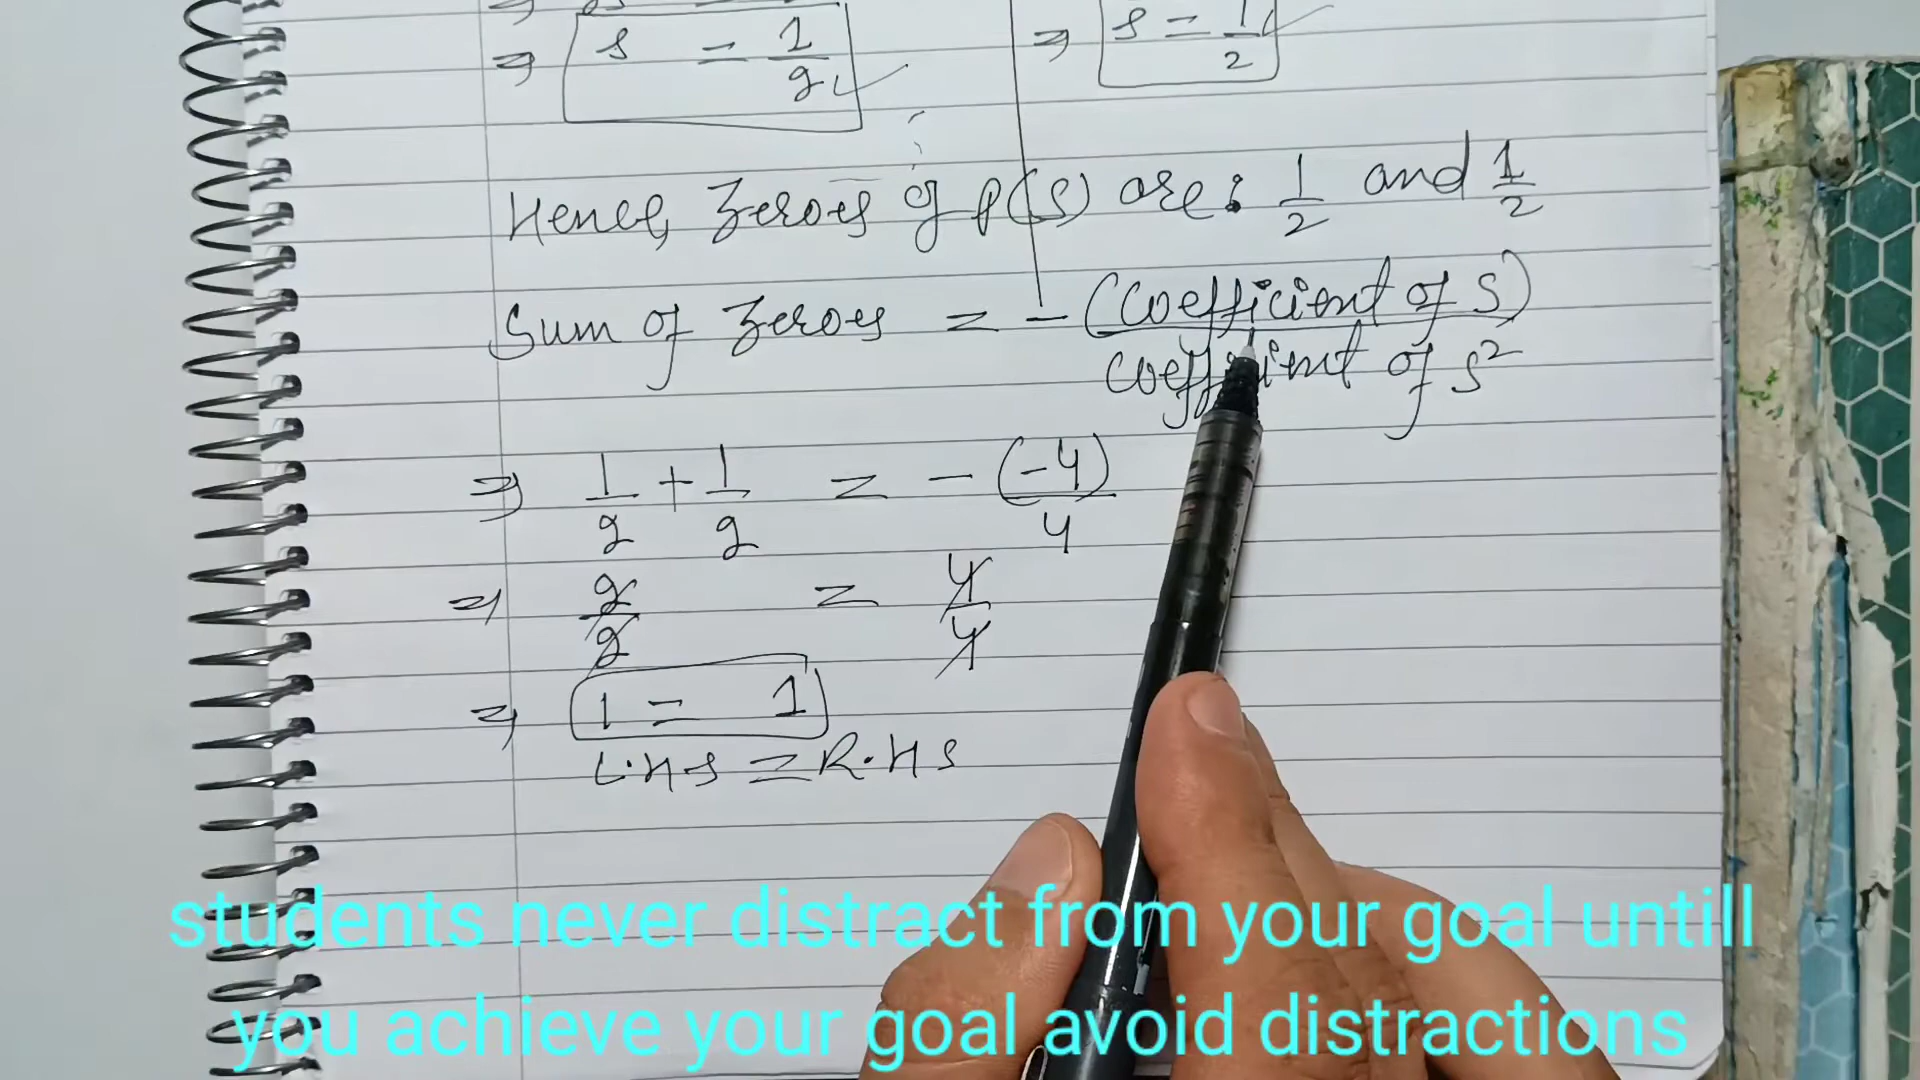 ⇒ s = 1/2 ⇒ s = 1/2
Hence, zeroes of p(s) are: 1/2 and 1/2
Sum of zeroes = -(coefficient of s)/coefficient of s²
⇒ 1/2 + 1/2 = -(-4)/4
⇒ 2/2 = 4/4
⇒ 1 = 1
L.H.S = R.H.S
students never distract from your goal untill
you achieve your goal avoid distractions